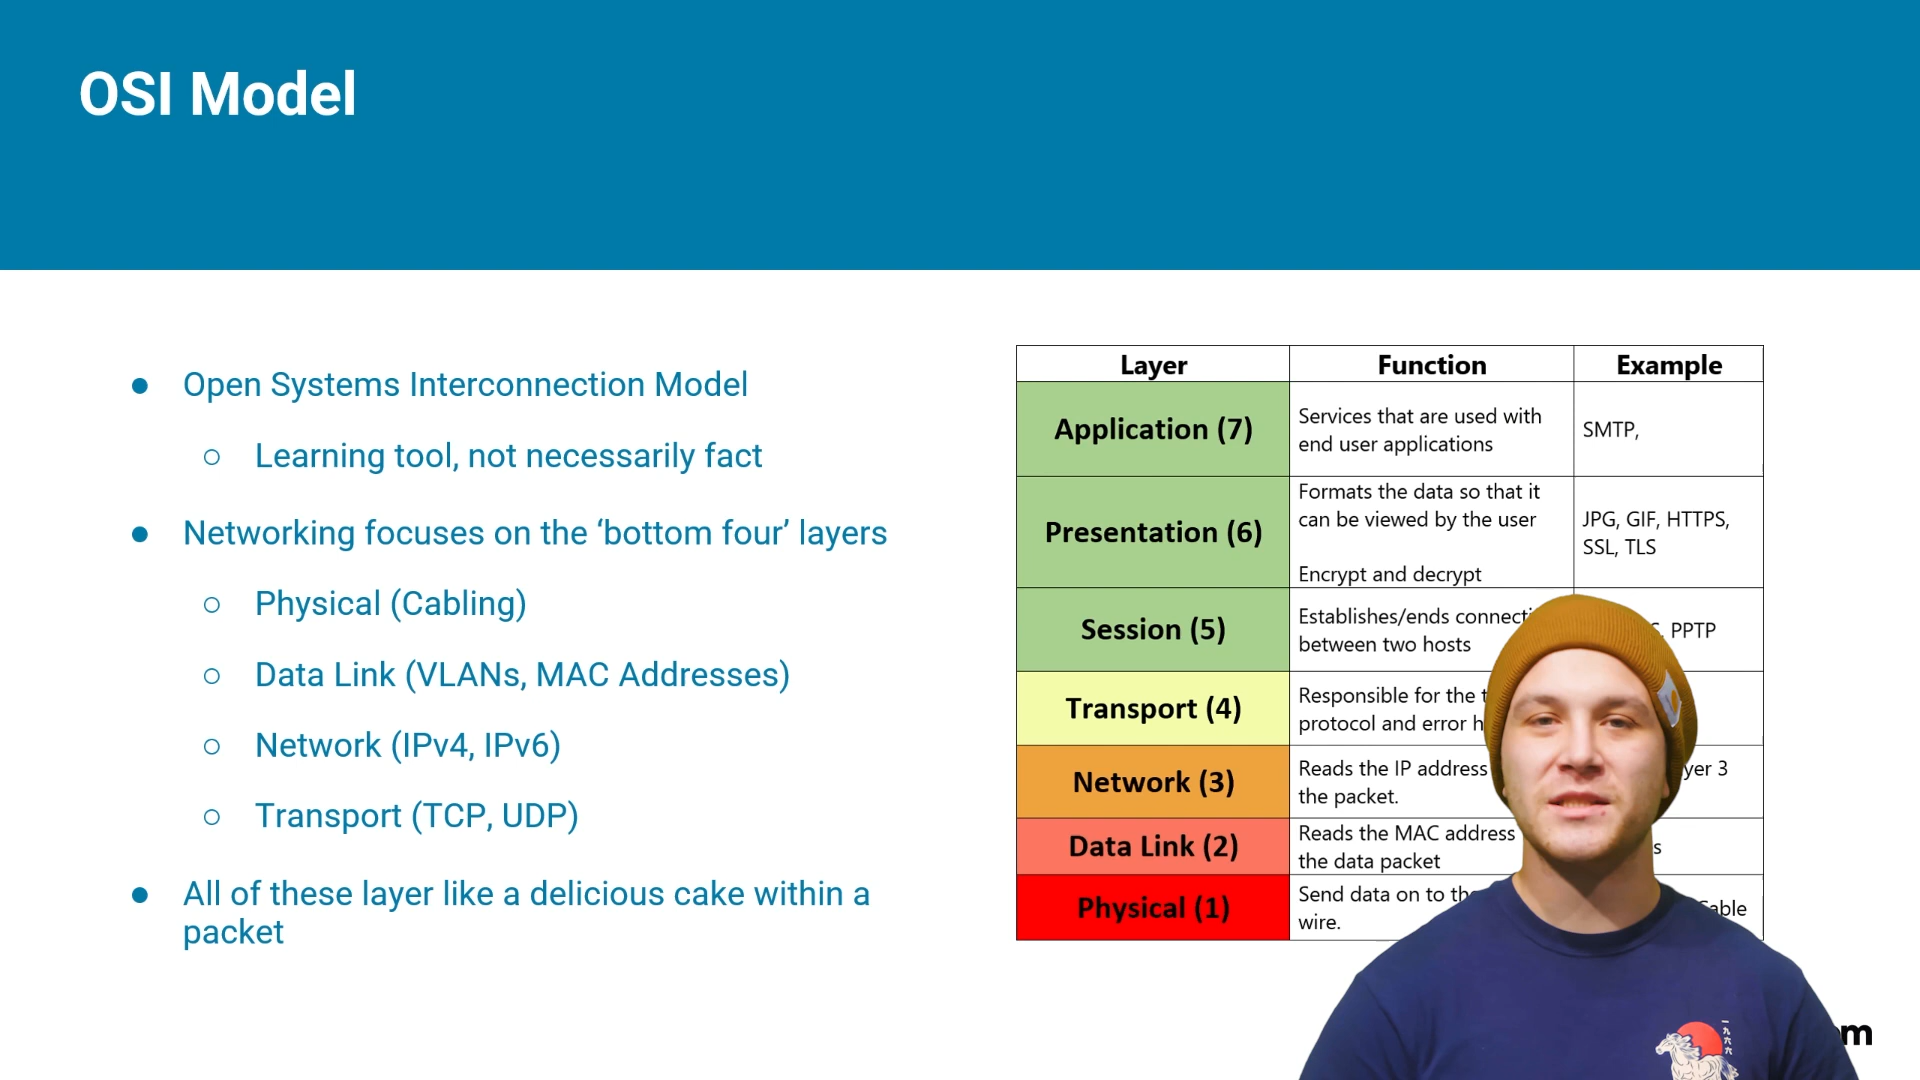 OSI Model
● Open Systems Interconnection Model
○ Learning tool, not necessarily fact
● Networking focuses on the ‘bottom four’ layers
○ Physical (Cabling)
○ Data Link (VLANs, MAC Addresses)
○ Network (IPv4, IPv6)
○ Transport (TCP, UDP)
● All of these layer like a delicious cake within a
packet
Layer Function Example
Application (7)
Services that are used with
end user applications
SMTP,
Presentation (6)
Formats the data so that it
can be viewed by the user
Encrypt and decrypt
JPG, GIF, HTTPS,
SSL, TLS
Session (5)
Establishes/ends
between two hosts
PPTP
Transport (4)
Responsible for the
protocol and error
Network (3)
Reads the IP address
the packet.
3
Data Link (2)
Reads the MAC address
the data packet
Physical (1)
Send data on to
wire.
一九六六